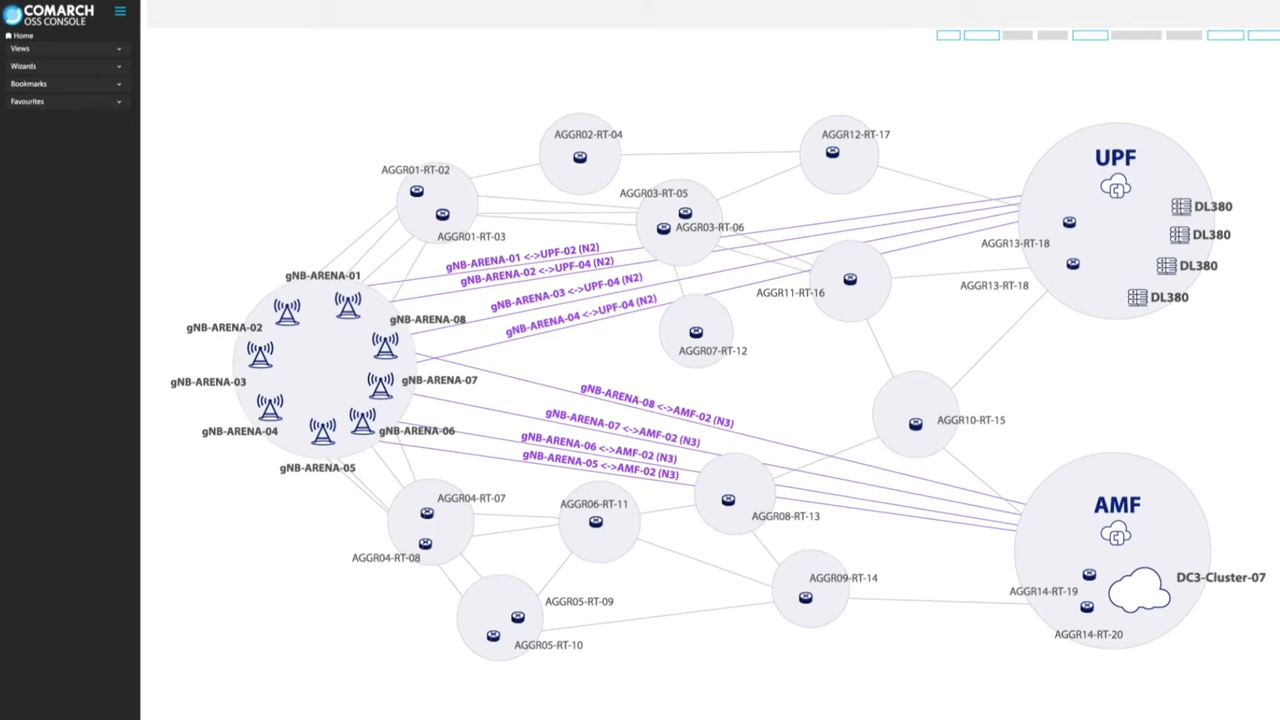 COMARCH
OSS CONSOLE
Home
Views
Wizards
Bookmarks
Favourites
AGGR02-RT-04
AGGR12-RT-17
UPF
AGGR01-RT-02
AGGR03-RT-05
DL380
AGGR03-RT-06
AGGR01-RT-03
DL380
AGGR13-RT-18
gNB-ARENA-01 <->UPF-02 (N2)
DL380
gNB-ARENA-02 <->UPF-04 (N2)
gNB-ARENA-01
AGGR11-RT-16
AGGR13-RT-18
gNB-ARENA-03 <->UPF-04 (N2)
DL380
gNB-ARENA-04 <->UPF-04 (N2)
gNB-ARENA-08
gNB-ARENA-02
AGGR07-RT-12
gNB-ARENA-07
gNB-ARENA-03
gNB-ARENA-08 <->AMF-02 (N3)
AGGR10-RT-15
gNB-ARENA-07 <->AMF-02 (N3)
gNB-ARENA-04
gNB-ARENA-06
gNB-ARENA-06 <->AMF-02 (N3)
gNB-ARENA-05 <->AMF-02 (N3)
gNB-ARENA-05
AGGR04-RT-07
AGGR06-RT-11
AMF
AGGR08-RT-13
AGGR04-RT-08
AGGR09-RT-14
DC3-Cluster-07
AGGR14-RT-19
AGGR05-RT-09
AGGR14-RT-20
AGGR05-RT-10